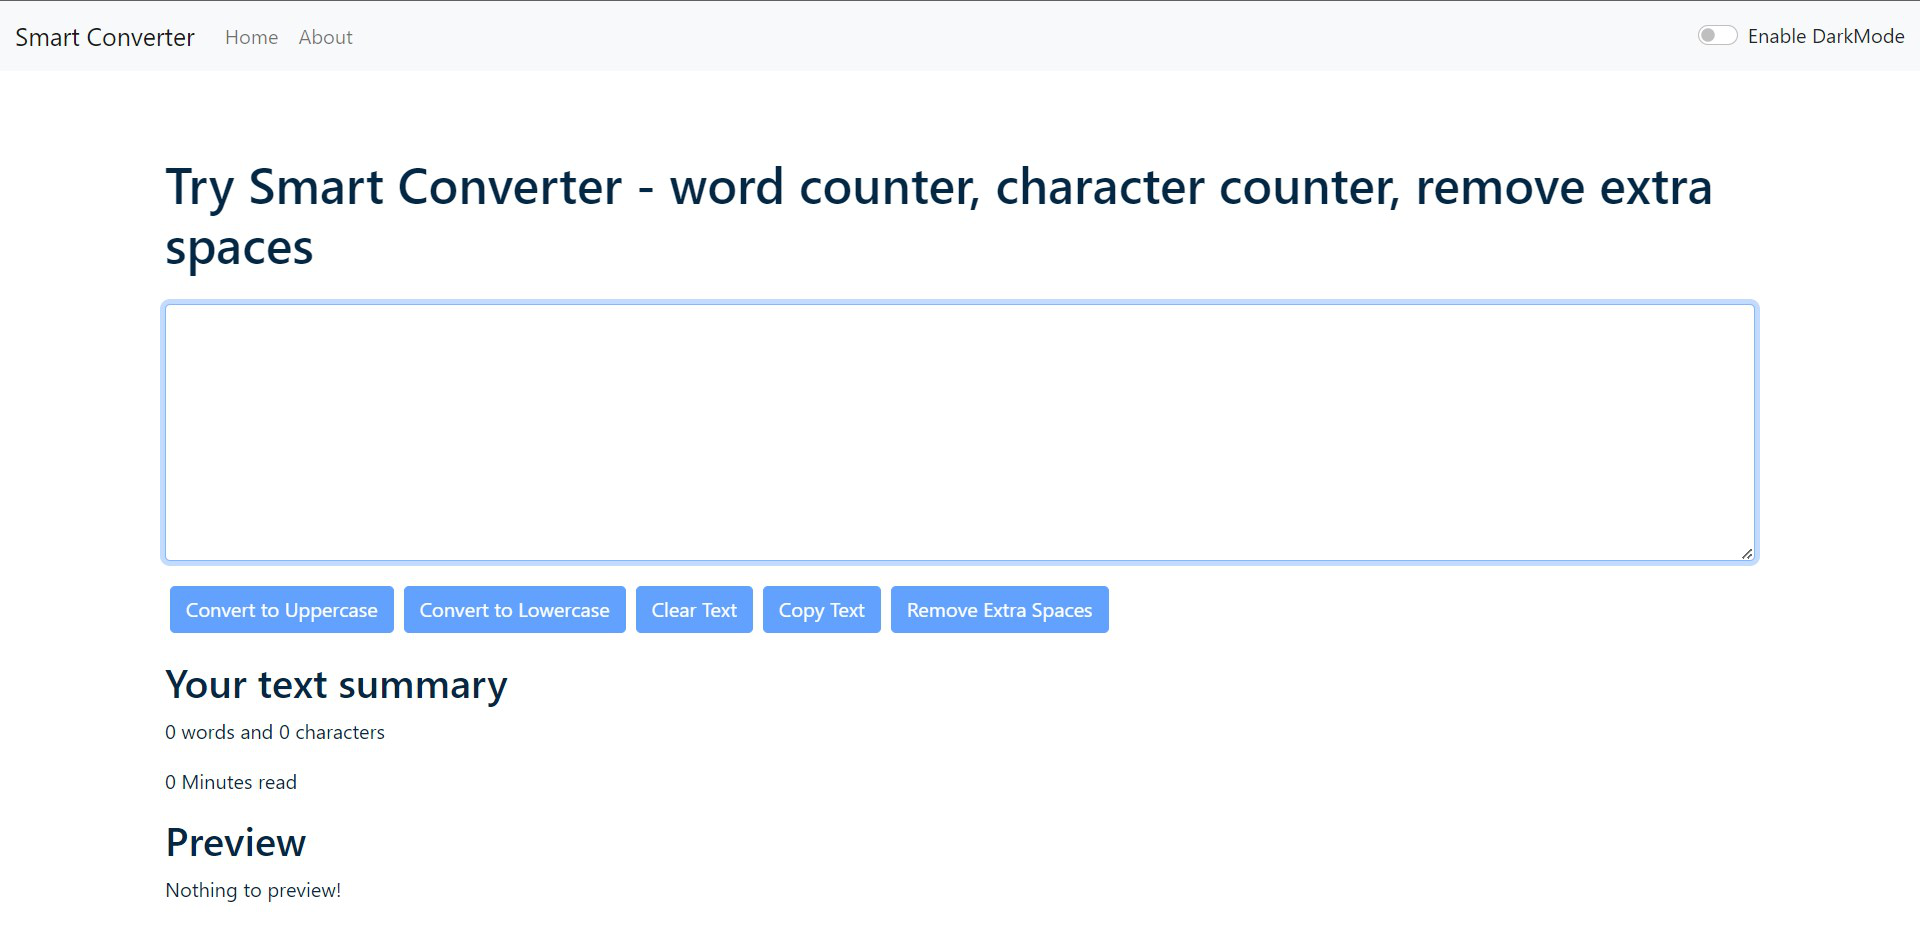 Smart Converter Home About Enable DarkMode
Try Smart Converter - word counter, character counter, remove extra
spaces
Convert to Uppercase Convert to Lowercase Clear Text Copy Text Remove Extra Spaces
Your text summary
0 words and 0 characters
0 Minutes read
Preview
Nothing to preview!